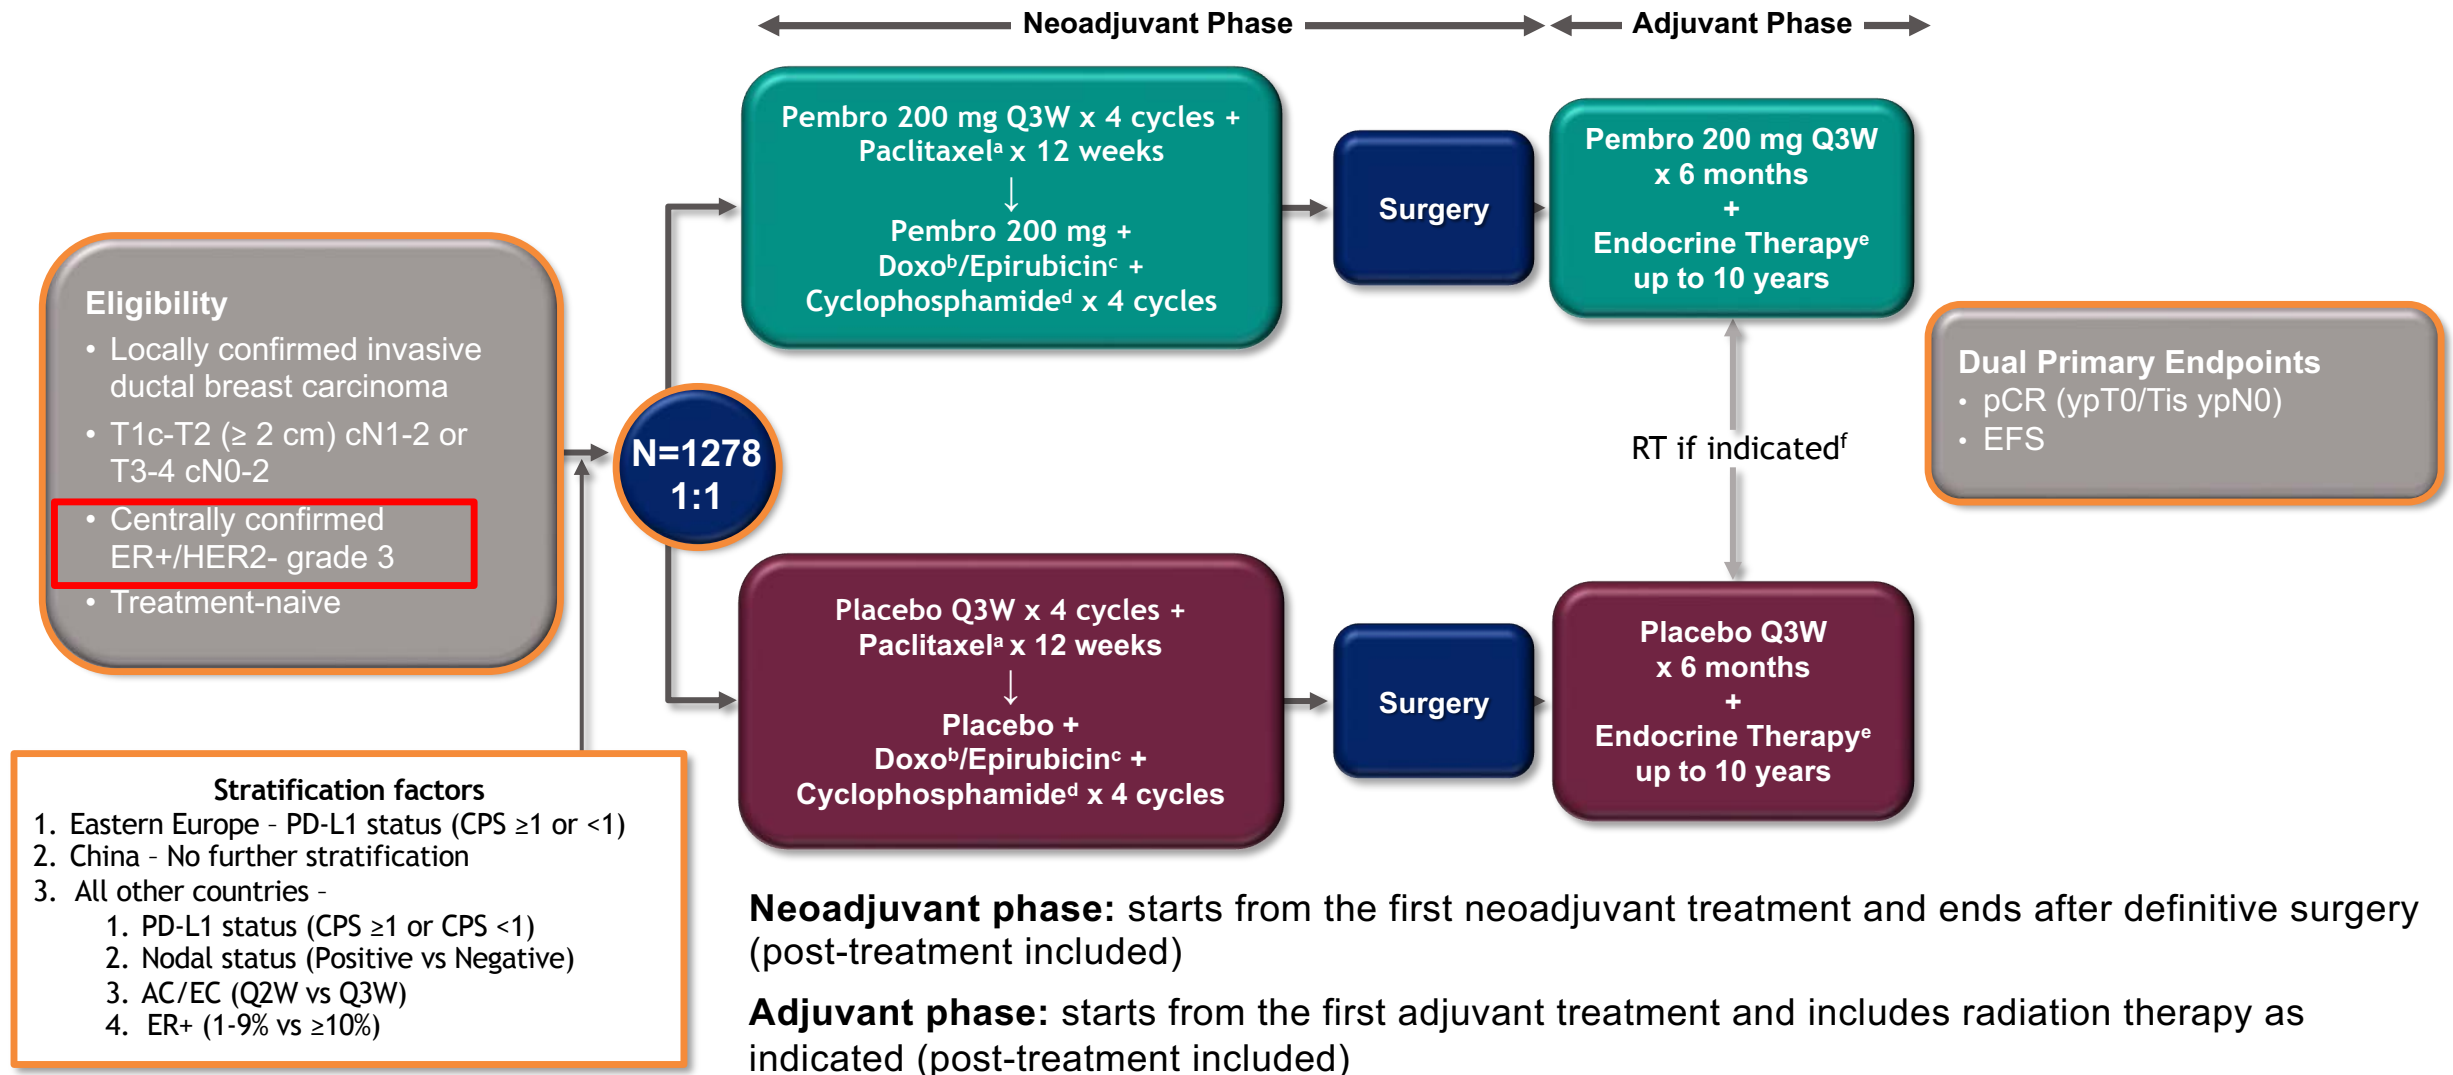 Neoadjuvant Phase
Adjuvant Phase
Eligibility
• Locally confirmed invasive
ductal breast carcinoma
• T1c-T2 (≥ 2 cm) cN1-2 or
T3-4 cN0-2
• Centrally confirmed
ER+/HER2- grade 3
• Treatment-naive
Stratification factors
1. Eastern Europe – PD-L1 status (CPS ≥1 or <1)
2. China – No further stratification
3. All other countries –
1. PD-L1 status (CPS ≥1 or CPS <1)
2. Nodal status (Positive vs Negative)
3. AC/EC (Q2W vs Q3W)
4. ER+ (1-9% vs ≥10%)
N=1278
1:1
Pembro 200 mg Q3W x 4 cycles +
Paclitaxelᵃ x 12 weeks
↓
Pembro 200 mg +
Doxoᵇ/Epirubicinᶜ +
Cyclophosphamideᵈ x 4 cycles
Surgery
Pembro 200 mg Q3W
x 6 months
+
Endocrine Therapyᵉ
up to 10 years
RT if indicatedᶠ
Placebo Q3W x 4 cycles +
Paclitaxelᵃ x 12 weeks
↓
Placebo +
Doxoᵇ/Epirubicinᶜ +
Cyclophosphamideᵈ x 4 cycles
Surgery
Placebo Q3W
x 6 months
+
Endocrine Therapyᵉ
up to 10 years
Dual Primary Endpoints
• pCR (ypT0/Tis ypN0)
• EFS
Neoadjuvant phase: starts from the first neoadjuvant treatment and ends after definitive surgery
(post-treatment included)
Adjuvant phase: starts from the first adjuvant treatment and includes radiation therapy as
indicated (post-treatment included)